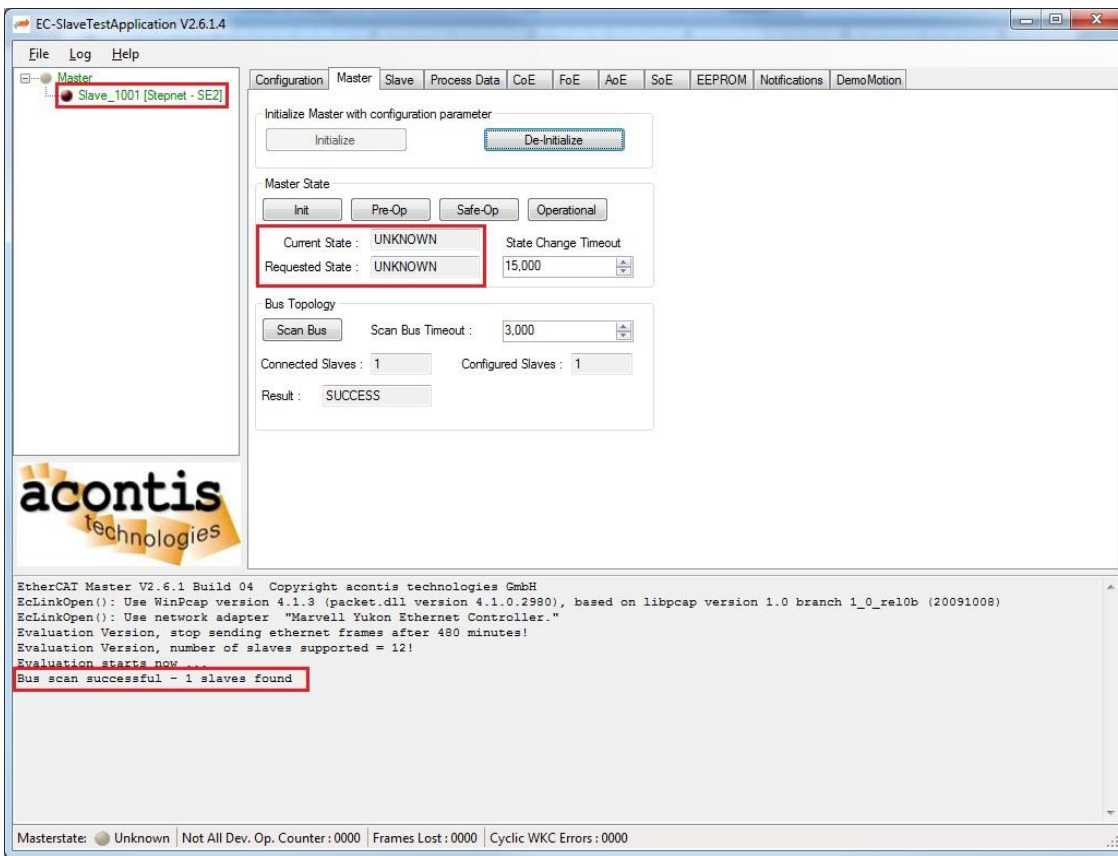 EC-SlaveTestApplication V2.6.1.4
File Log Help
Master
Slave_1001 [Stepnet - SE2]
Configuration Master Slave Process Data CoE FoE AoE SoE EEPROM Notifications DemoMotion
Initialize Master with configuration parameter
Initialize De-Initialize
Master State
Init Pre-Op Safe-Op Operational
Current State : UNKNOWN State Change Timeout
Requested State : UNKNOWN 15,000
Bus Topology
Scan Bus Scan Bus Timeout : 3,000
Connected Slaves : 1 Configured Slaves : 1
Result : SUCCESS
acontis
technologies
EtherCAT Master V2.6.1 Build 04 Copyright acontis technologies GmbH
EcLinkOpen(): Use WinPcap version 4.1.3 (packet.dll version 4.1.0.2980), based on libpcap version 1.0 branch 1_0_rel0b (20091008)
EcLinkOpen(): Use network adapter "Marvell Yukon Ethernet Controller."
Evaluation Version, stop sending ethernet frames after 480 minutes!
Evaluation Version, number of slaves supported = 12!
Evaluation starts now ...
Bus scan successful - 1 slaves found
Masterstate: Unknown Not All Dev. Op. Counter : 0000 Frames Lost : 0000 Cyclic WKC Errors : 0000